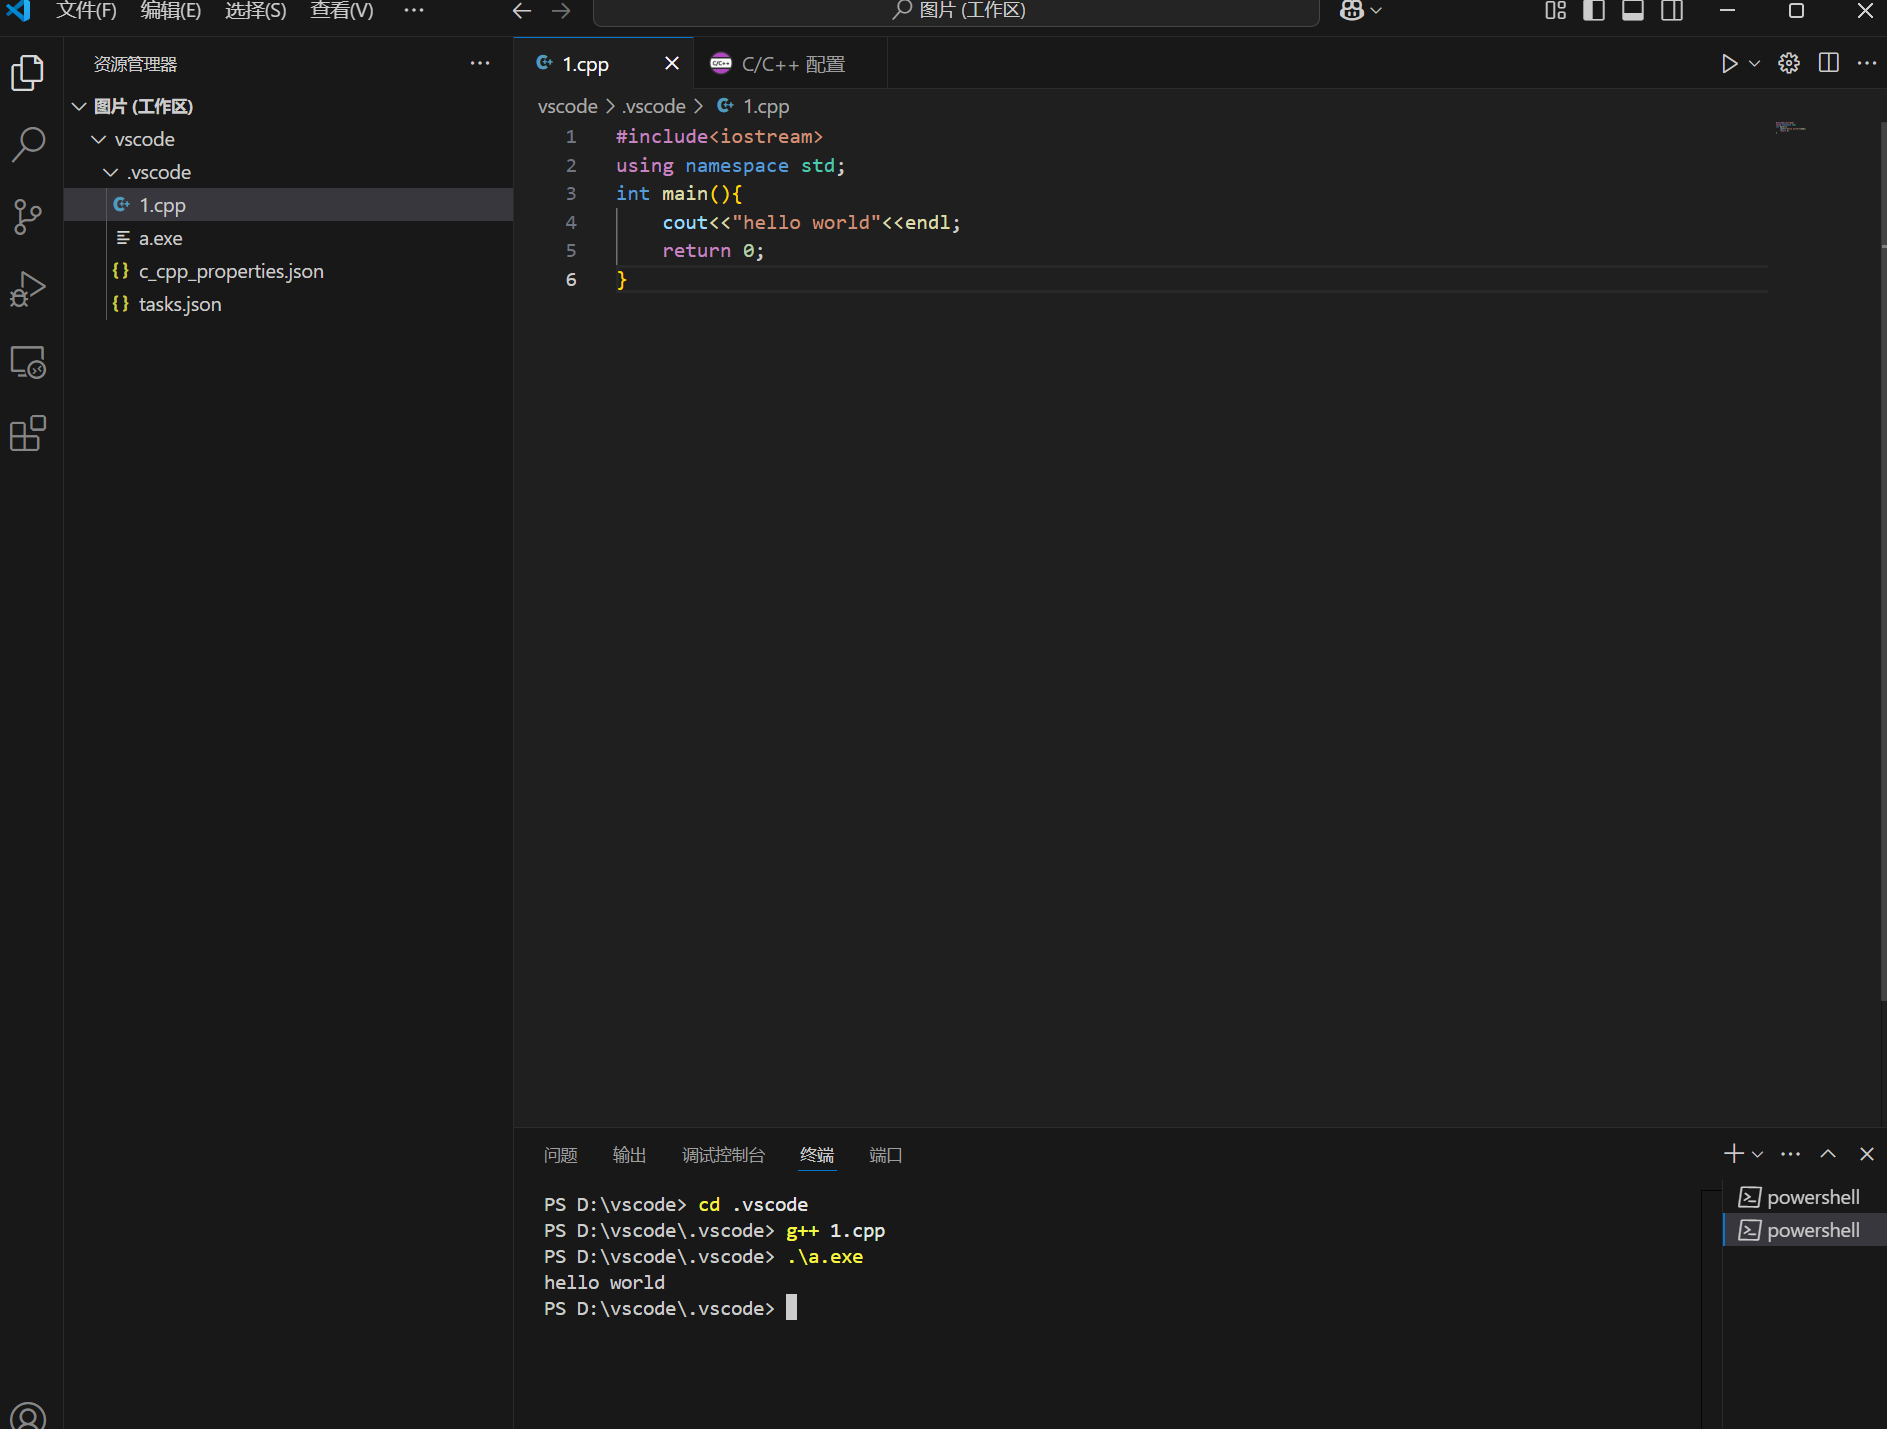 文件(F) 编辑(E) 选择(S) 查看(V) ··· 图片 (工作区)
资源管理器
图片 (工作区)
vscode
.vscode
1.cpp
a.exe
c_cpp_properties.json
tasks.json
1.cpp C/C++ 配置
vscode > .vscode > 1.cpp
1 #include<iostream>
2 using namespace std;
3 int main(){
4     cout<<"hello world"<<endl;
5     return 0;
6 }
问题 输出 调试控制台 终端 端口
PS D:\vscode> cd .vscode
PS D:\vscode\.vscode> g++ 1.cpp
PS D:\vscode\.vscode> .\a.exe
hello world
PS D:\vscode\.vscode>
powershell
powershell